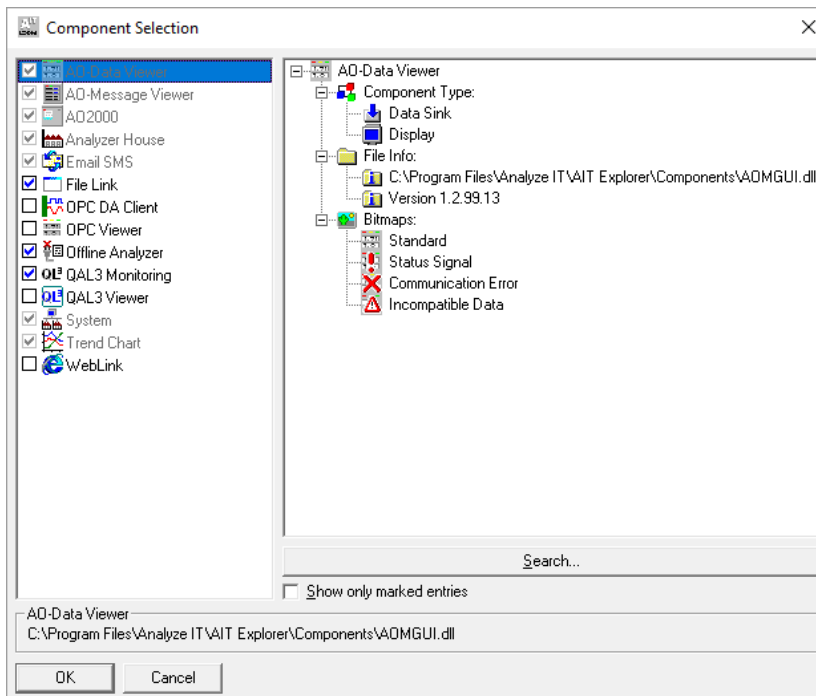 Component Selection
AO-Data Viewer
AO-Message Viewer
AO2000
Analyzer House
Email SMS
File Link
OPC DA Client
OPC Viewer
Offline Analyzer
QAL3 Monitoring
QAL3 Viewer
System
Trend Chart
WebLink
AO-Data Viewer
Component Type:
Data Sink
Display
File Info:
C:\Program Files\Analyze IT\AIT Explorer\Components\AOMGUI.dll
Version 1.2.99.13
Bitmaps:
Standard
Status Signal
Communication Error
Incompatible Data
Search...
Show only marked entries
AO-Data Viewer
C:\Program Files\Analyze IT\AIT Explorer\Components\AOMGUI.dll
OK
Cancel